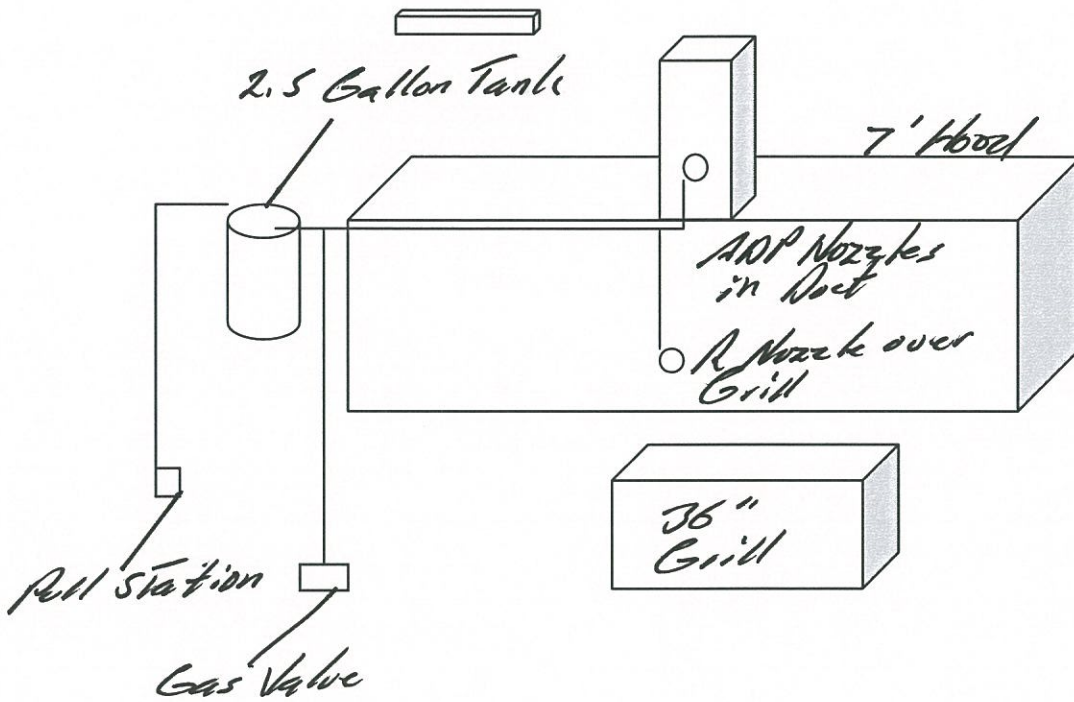 2.5 Gallon Tank
7' Hood
ADP Nozzles
in Duct
R Nozzle over
Grill
36"
Grill
Pull Station
Gas Valve